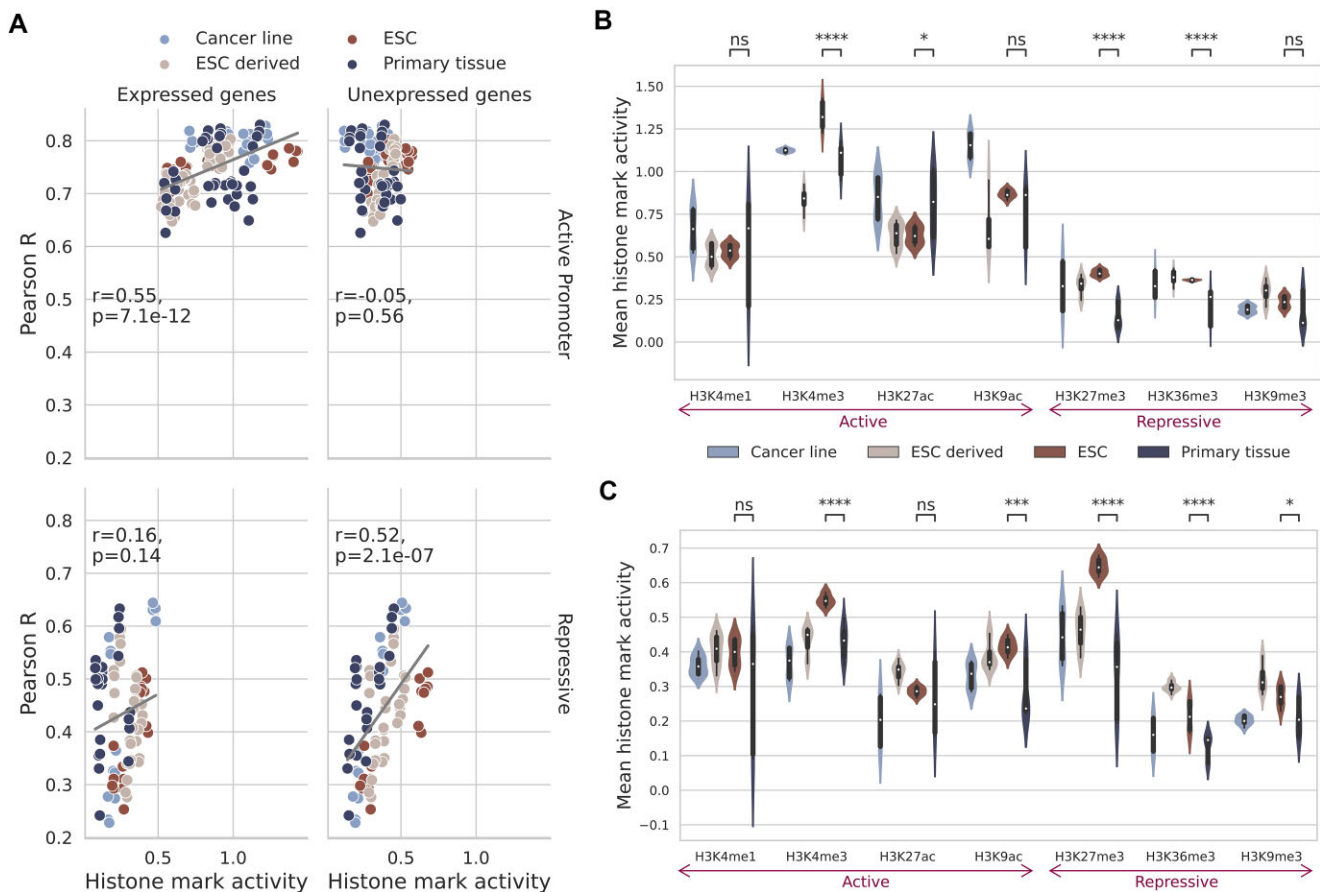 A
Cancer line
ESC derived
ESC
Primary tissue
Expressed genes
Unexpressed genes
Pearson R
0.8
0.7
0.6
0.5
0.4
0.3
0.2
r=0.55,
p=7.1e-12
r=-0.05,
p=0.56
Active Promoter
Pearson R
0.8
0.7
0.6
0.5
0.4
0.3
0.2
r=0.16,
p=0.14
r=0.52,
p=2.1e-07
Repressive
0.5
1.0
0.5
1.0
Histone mark activity
Histone mark activity
B
ns
****
*
ns
****
****
ns
Mean histone mark activity
1.50
1.25
1.00
0.75
0.50
0.25
0.00
H3K4me1
H3K4me3
H3K27ac
H3K9ac
H3K27me3
H3K36me3
H3K9me3
Active
Repressive
Cancer line
ESC derived
ESC
Primary tissue
C
ns
****
ns
***
****
****
*
Mean histone mark activity
0.7
0.6
0.5
0.4
0.3
0.2
0.1
0.0
−0.1
H3K4me1
H3K4me3
H3K27ac
H3K9ac
H3K27me3
H3K36me3
H3K9me3
Active
Repressive